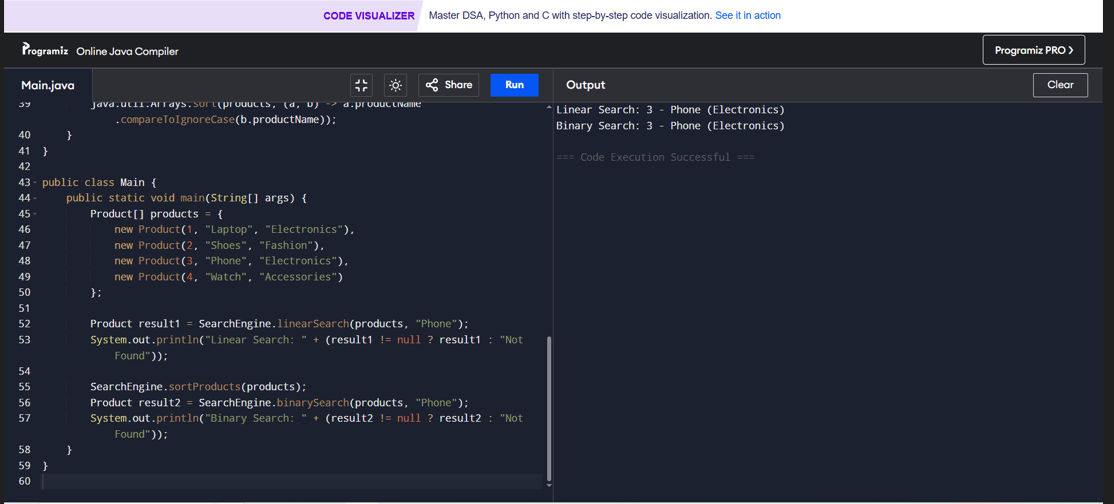 CODE VISUALIZER Master DSA, Python and C with step-by-step code visualization. See it in action
Programiz Online Java Compiler
Programiz PRO >
Main.java
Share
Run
Output
Clear
39 java.util.Arrays.sort(products, (a, b) -> a.productName
.compareToIgnoreCase(b.productName));
40 }
41 }
42
43 public class Main {
44 public static void main(String[] args) {
45 Product[] products = {
46 new Product(1, "Laptop", "Electronics"),
47 new Product(2, "Shoes", "Fashion"),
48 new Product(3, "Phone", "Electronics"),
49 new Product(4, "Watch", "Accessories")
50 };
51
52 Product result1 = SearchEngine.linearSearch(products, "Phone");
53 System.out.println("Linear Search: " + (result1 != null ? result1 : "Not
Found"));
54
55 SearchEngine.sortProducts(products);
56 Product result2 = SearchEngine.binarySearch(products, "Phone");
57 System.out.println("Binary Search: " + (result2 != null ? result2 : "Not
Found"));
58 }
59 }
60
Linear Search: 3 - Phone (Electronics)
Binary Search: 3 - Phone (Electronics)
=== Code Execution Successful ===